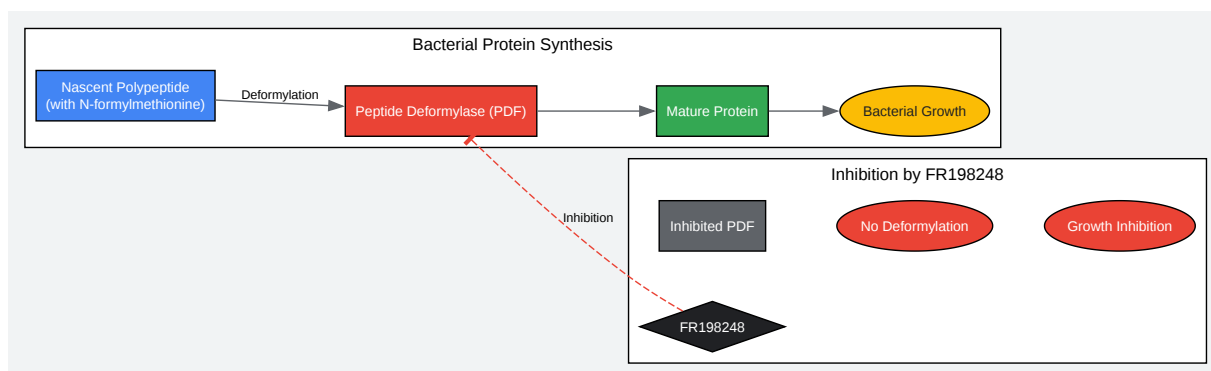 Bacterial Protein Synthesis
Nascent Polypeptide
(with N-formylmethionine)
Deformylation
Peptide Deformylase (PDF)
Mature Protein
Bacterial Growth
Inhibition by FR198248
Inhibited PDF
No Deformylation
Growth Inhibition
Inhibition
FR198248